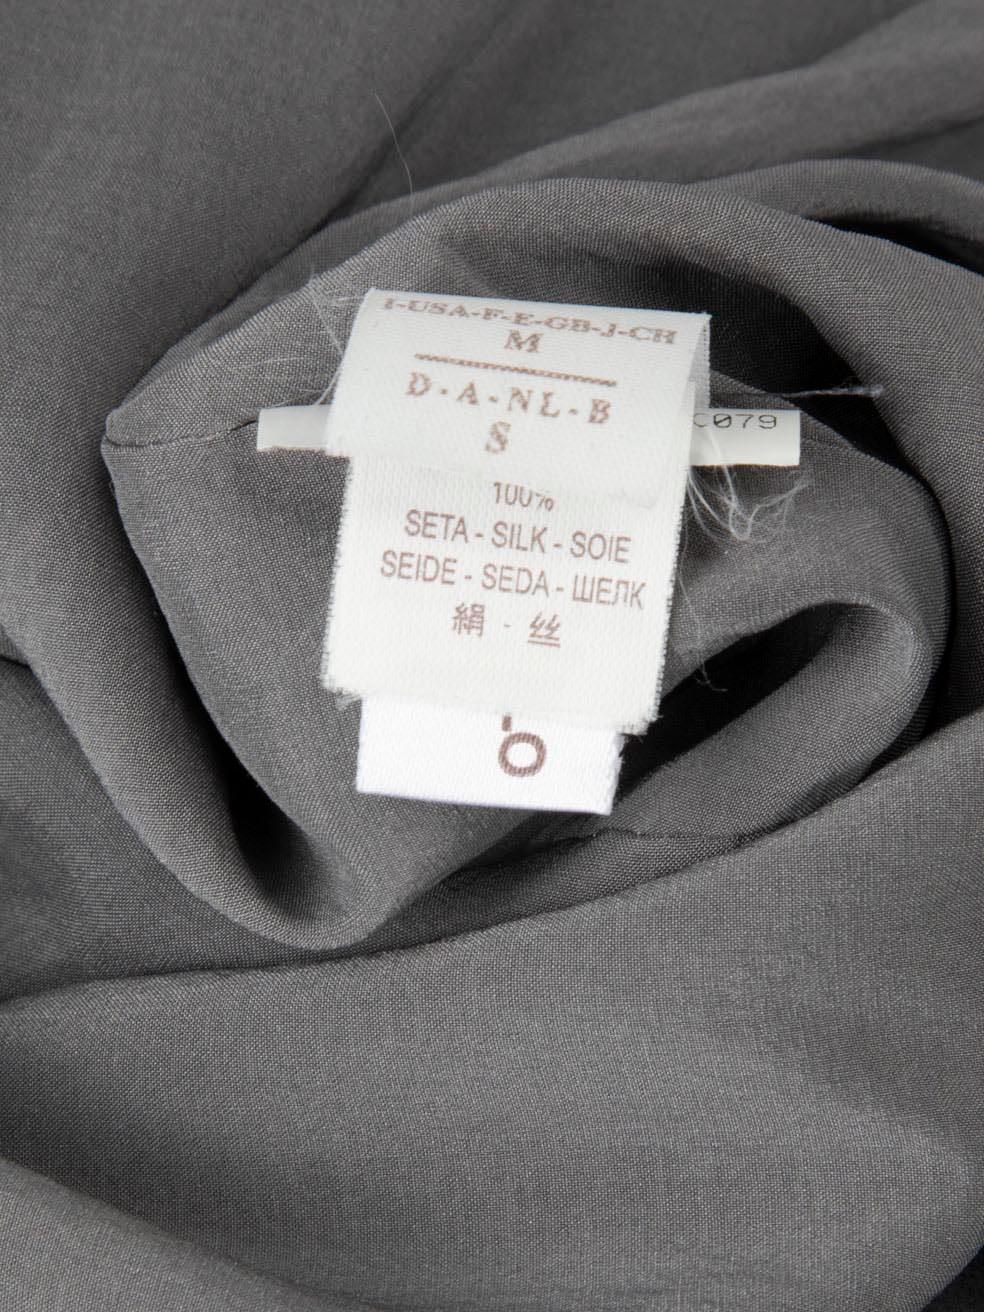 I-USA-F-E-GB-J-CH
M
D-A-NL-B
S
C079
100%
SETA - SILK - SOIE
SEIDE - SEDA - ШЕЛК
絹 - 丝